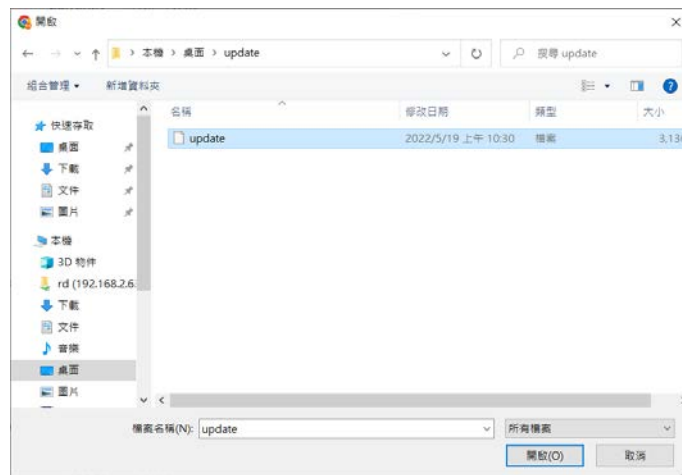 開啟
本機 › 桌面 › update
搜尋 update
組合管理
新增資料夾
名稱 修改日期 類型 大小
update 2022/5/19 上午 10:30 檔案 3,13
快速存取
桌面
下載
文件
圖片
本機
3D 物件
rd (192.168.2.6
下載
文件
音樂
桌面
圖片
檔案名稱(N): update 所有檔案
開啟(O) 取消